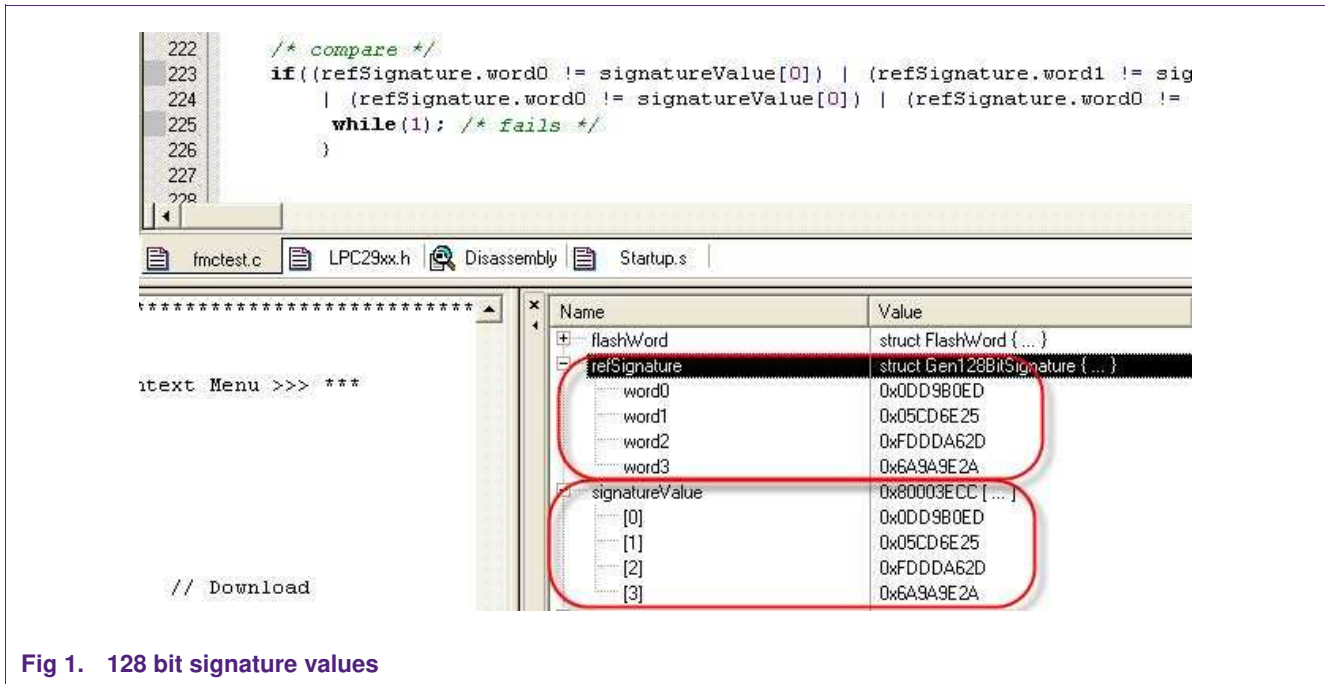 222 /* compare */
223 if((refSignature.word0 != signatureValue[0]) | (refSignature.word1 != sig
224 | (refSignature.word0 != signatureValue[0]) | (refSignature.word0 !=
225 while(1); /* fails */
226 }
227
228
fmctest.c LPC29xx.h Disassembly Startup.s
*****************************
ntext Menu >>> ***
// Download
Name Value
flashWord struct FlashWord { ... }
refSignature struct Gen128BitSignature { ... }
word0 0x0DD9B0ED
word1 0x05CD6E25
word2 0xFDDDA62D
word3 0x6A9A9E2A
signatureValue 0x80003ECC [ ... ]
[0] 0x0DD9B0ED
[1] 0x05CD6E25
[2] 0xFDDDA62D
[3] 0x6A9A9E2A
Fig 1. 128 bit signature values